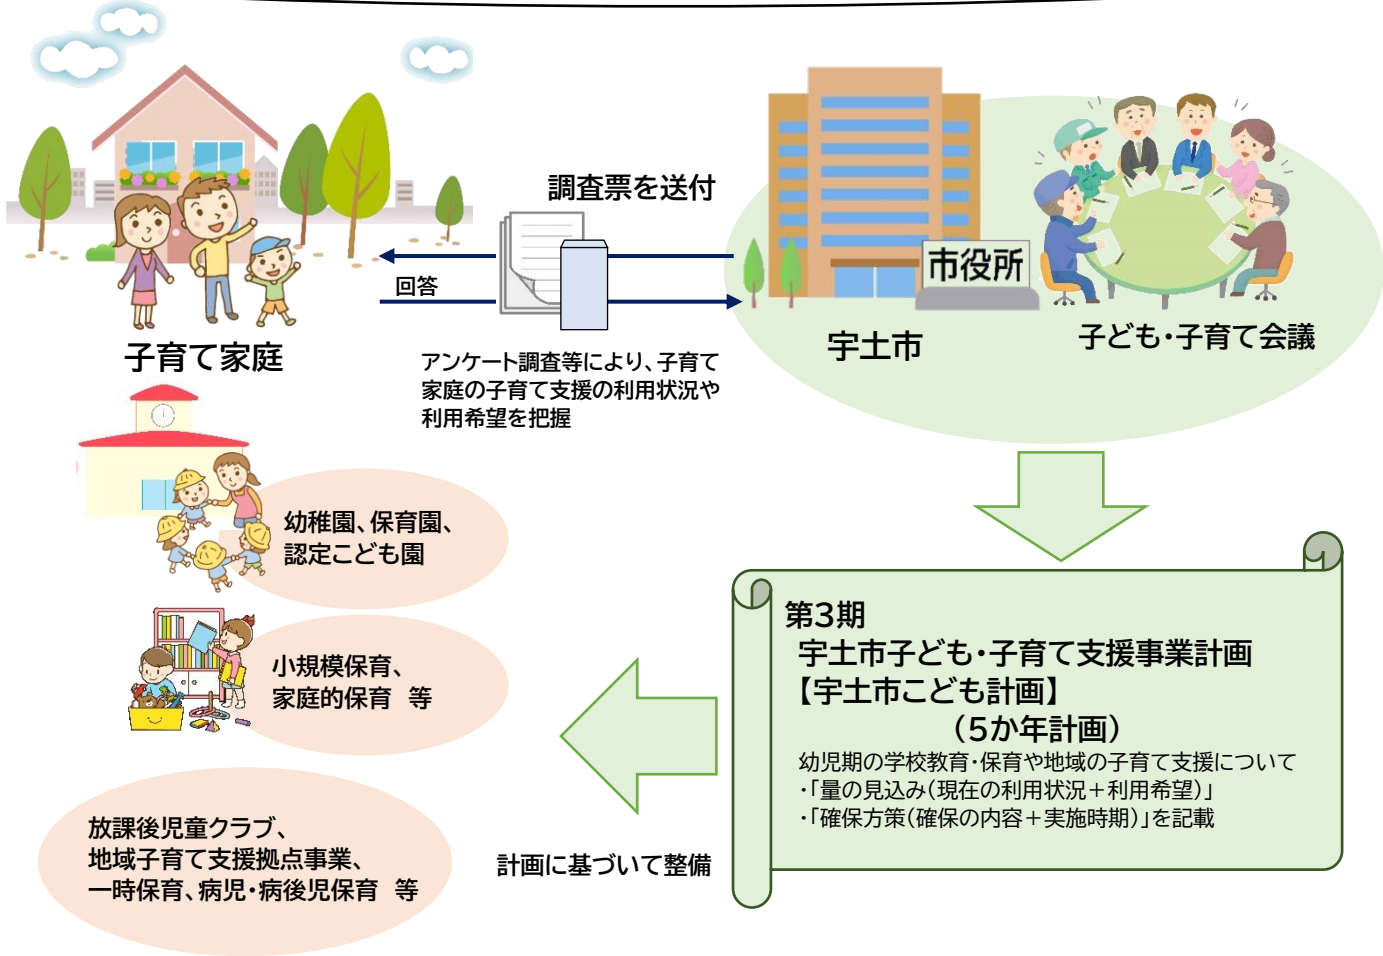 調査票を送付
回答
市役所
子育て家庭
宇土市
子ども・子育て会議
アンケート調査等により、子育て
家庭の子育て支援の利用状況や
利用希望を把握
幼稚園、保育園、
認定こども園
小規模保育、
家庭的保育　等
放課後児童クラブ、
地域子育て支援拠点事業、
一時保育、病児・病後児保育　等
計画に基づいて整備
第3期
宇土市子ども・子育て支援事業計画
【宇土市こども計画】
（5か年計画）
幼児期の学校教育・保育や地域の子育て支援について
・「量の見込み（現在の利用状況＋利用希望）」
・「確保方策（確保の内容＋実施時期）」を記載